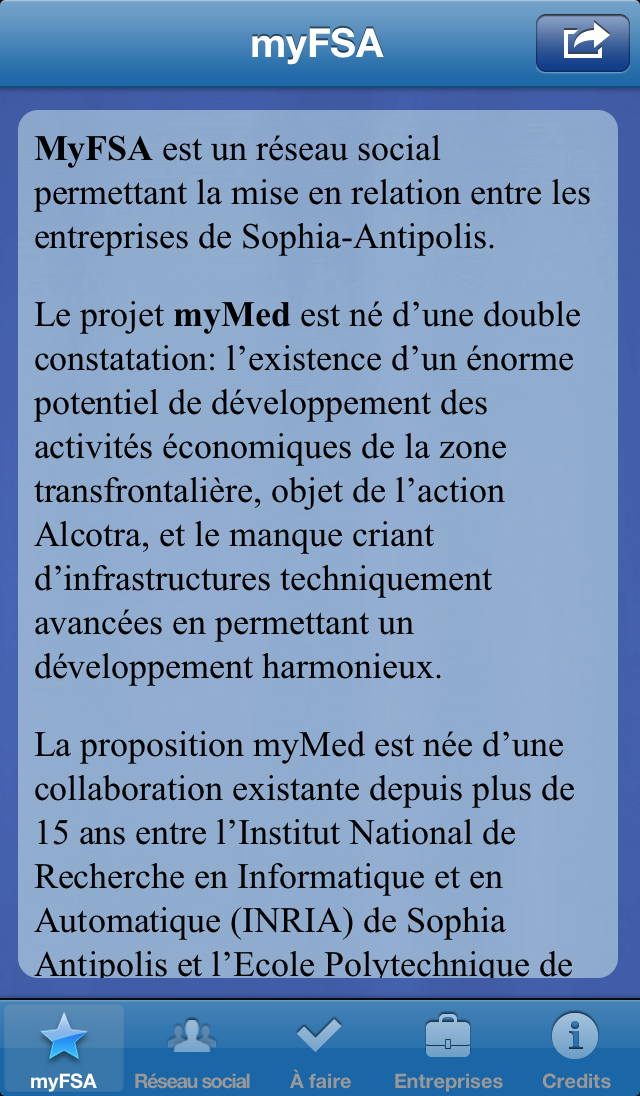 myFSA
MyFSA est un réseau social
permettant la mise en relation entre les
entreprises de Sophia-Antipolis.
Le projet myMed est né d’une double
constatation: l’existence d’un énorme
potentiel de développement des
activités économiques de la zone
transfrontalière, objet de l’action
Alcotra, et le manque criant
d’infrastructures techniquement
avancées en permettant un
développement harmonieux.
La proposition myMed est née d’une
collaboration existante depuis plus de
15 ans entre l’Institut National de
Recherche en Informatique et en
Automatique (INRIA) de Sophia
Antipolis et l’Ecole Polytechnique de
myFSA Réseau social À faire Entreprises Credits